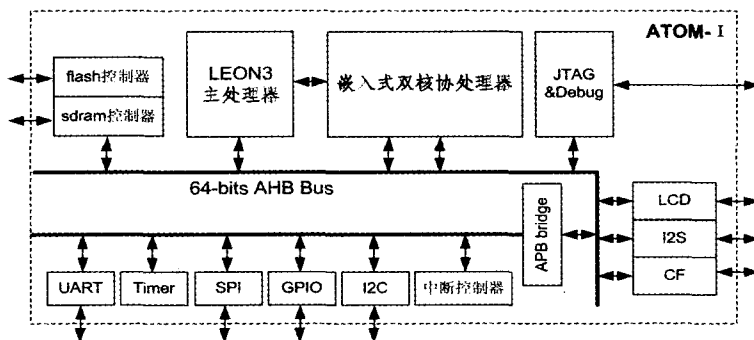 ATOM- I
flash控制器
sdram控制器
LEON3
主处理器
嵌入式双核协处理器
JTAG
&Debug
64-bits AHB Bus
APB bridge
LCD
I2S
CF
UART
Timer
SPI
GPIO
I2C
中断控制器